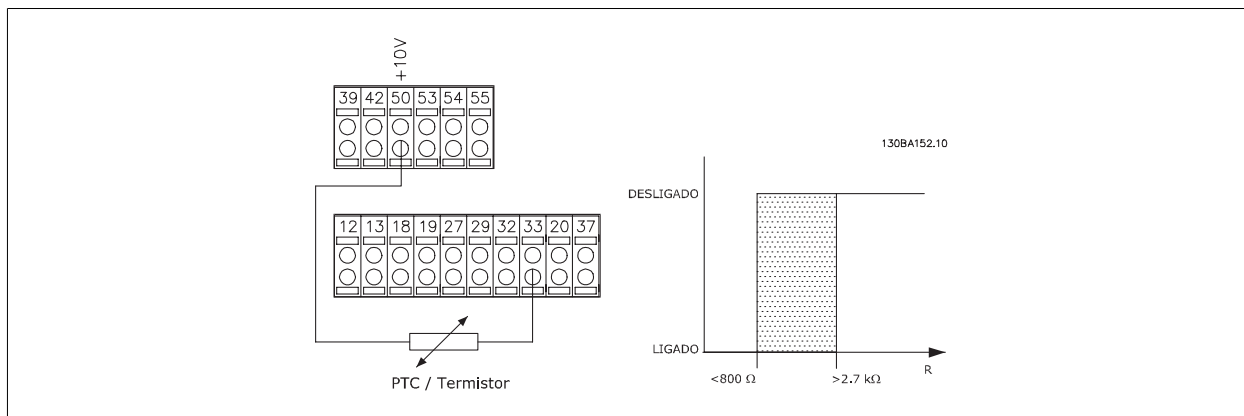 +10V
39 42 50 53 54 55
130BA152.10
DESLIGADO
12 13 18 19 27 29 32 33 20 37
LIGADO
<800 Ω
>2.7 kΩ
R
PTC / Termistor